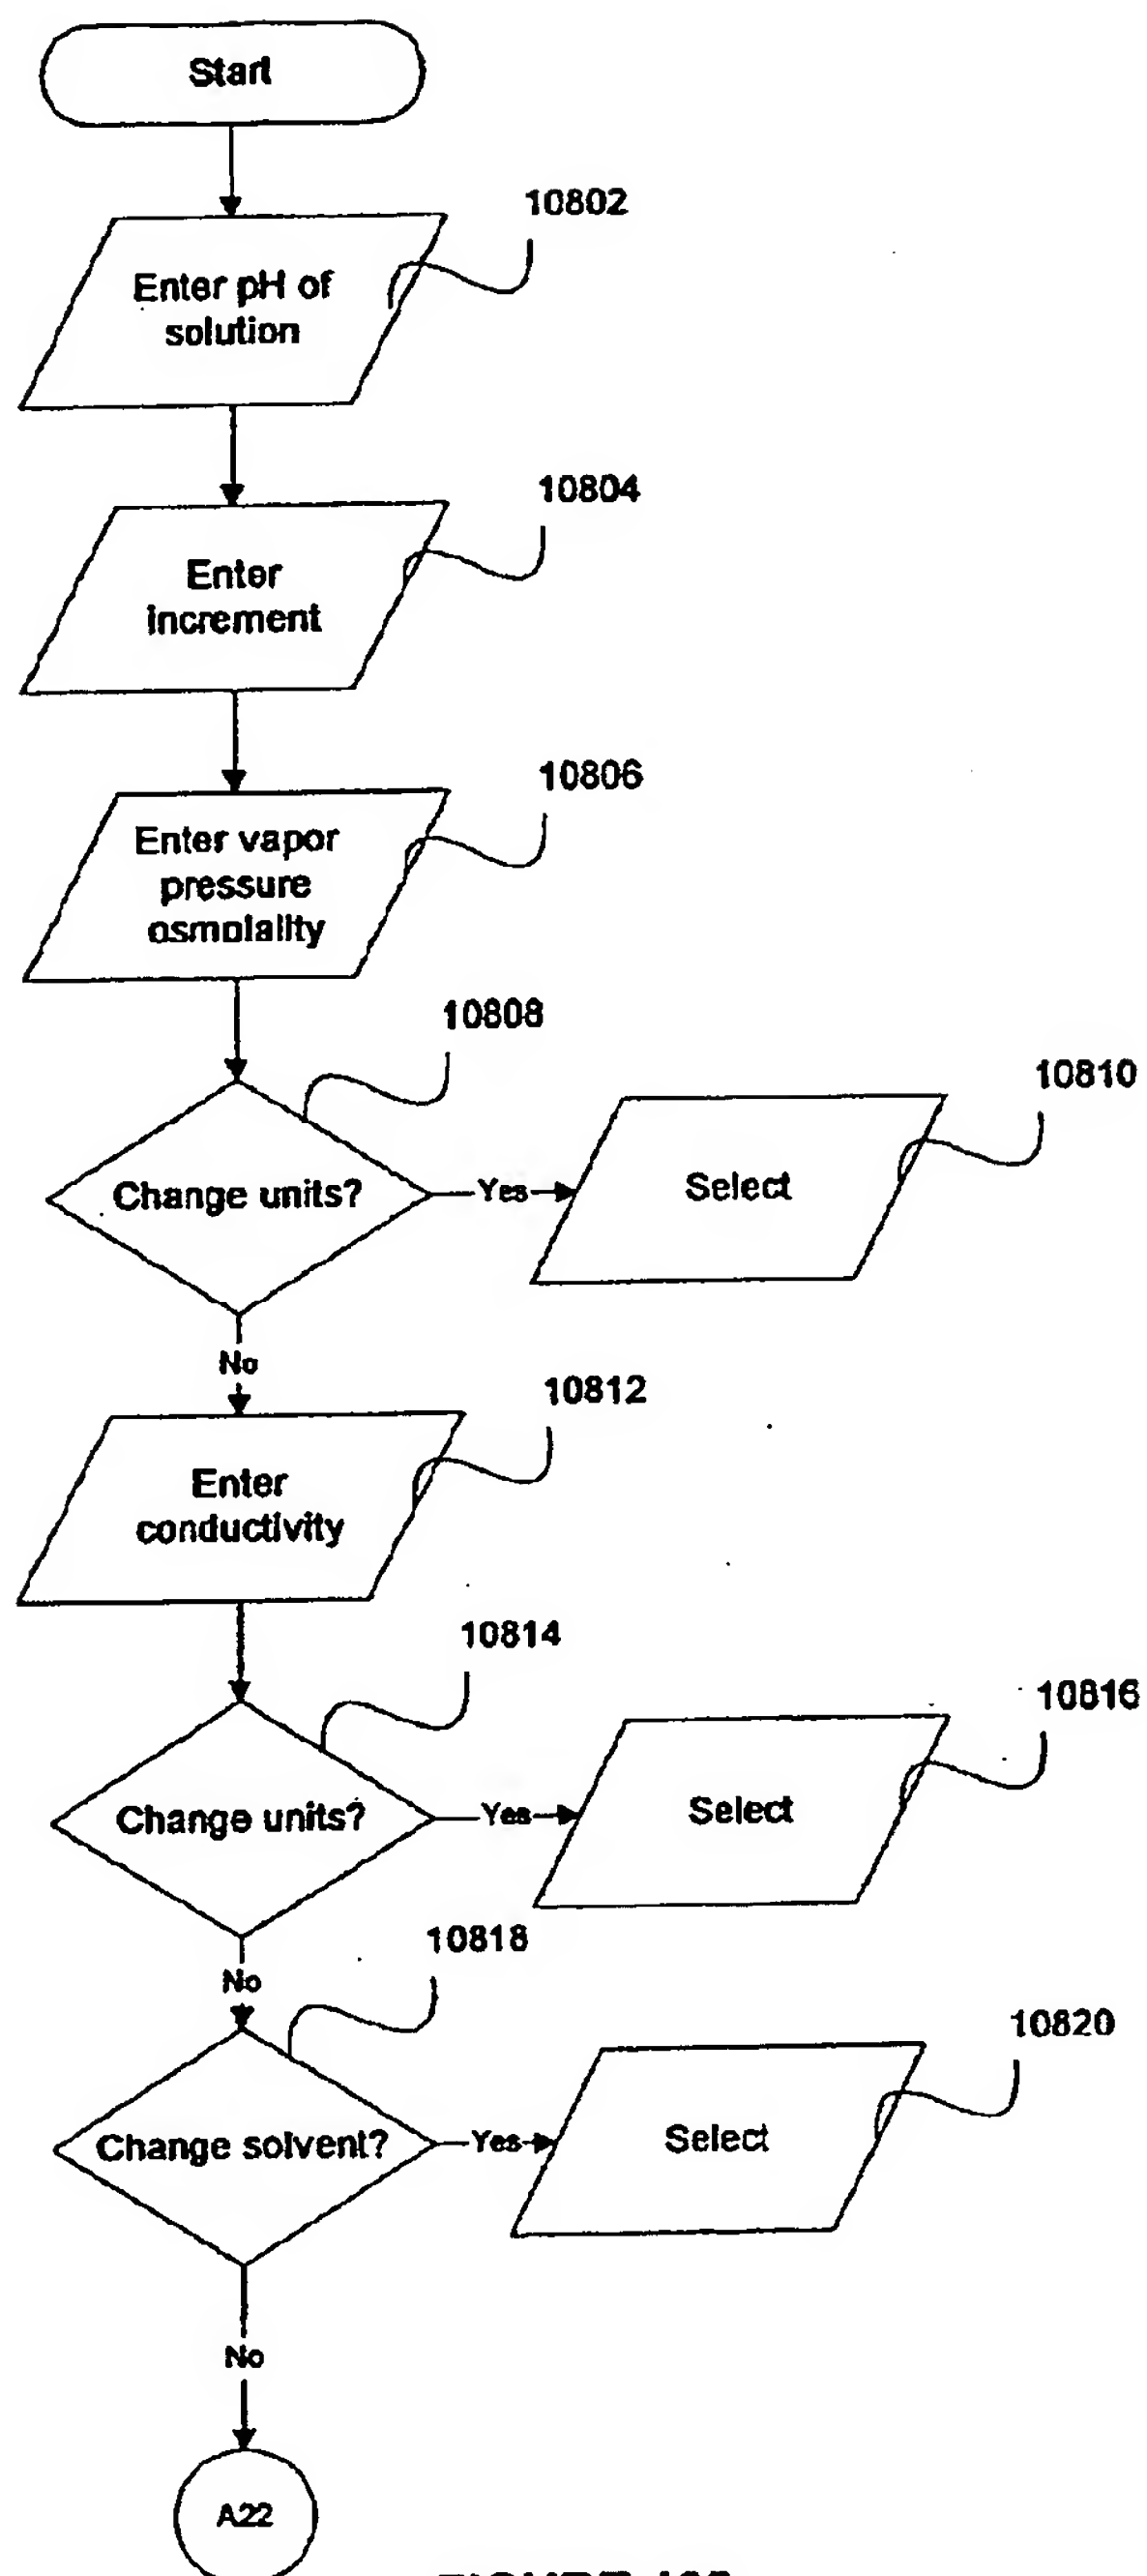 Start
10802
Enter pH of
solution
10804
Enter
increment
10806
Enter vapor
pressure
osmolality
10808
10810
Change units?
Yes
Select
No
10812
Enter
conductivity
10814
10816
Change units?
Yes
Select
10818
No
10820
Change solvent?
Yes
Select
No
A22